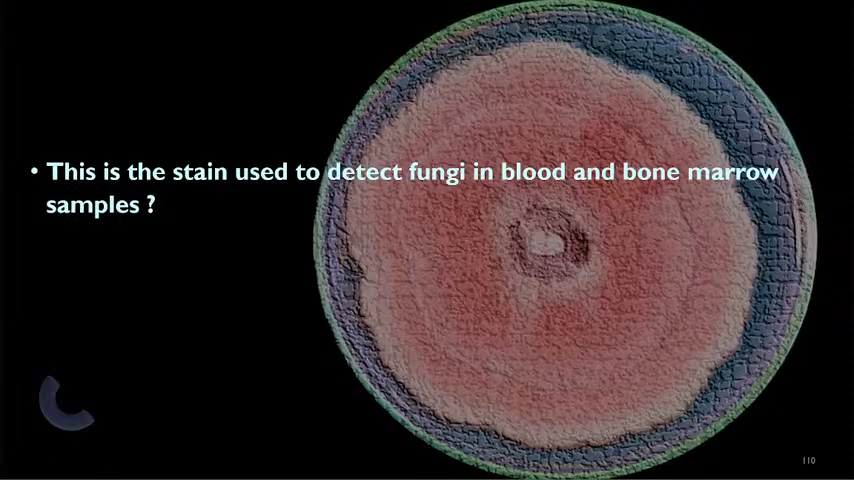 • This is the stain used to detect fungi in blood and bone marrow
samples ?
110